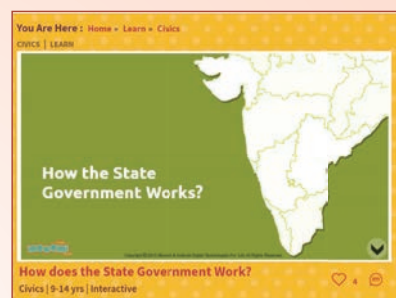 You Are Here : Home » Learn » Civics
CIVICS | LEARN
How the State
Government Works?
How does the State Government Work?
4
Civics | 9-14 yrs | Interactive